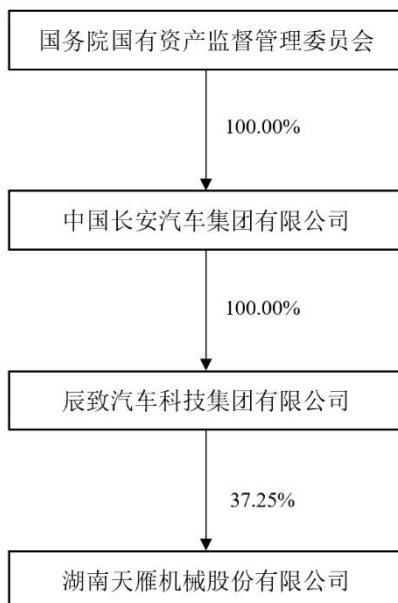 国务院国有资产监督管理委员会
100.00%
中国长安汽车集团有限公司
100.00%
辰致汽车科技集团有限公司
37.25%
湖南天雁机械股份有限公司